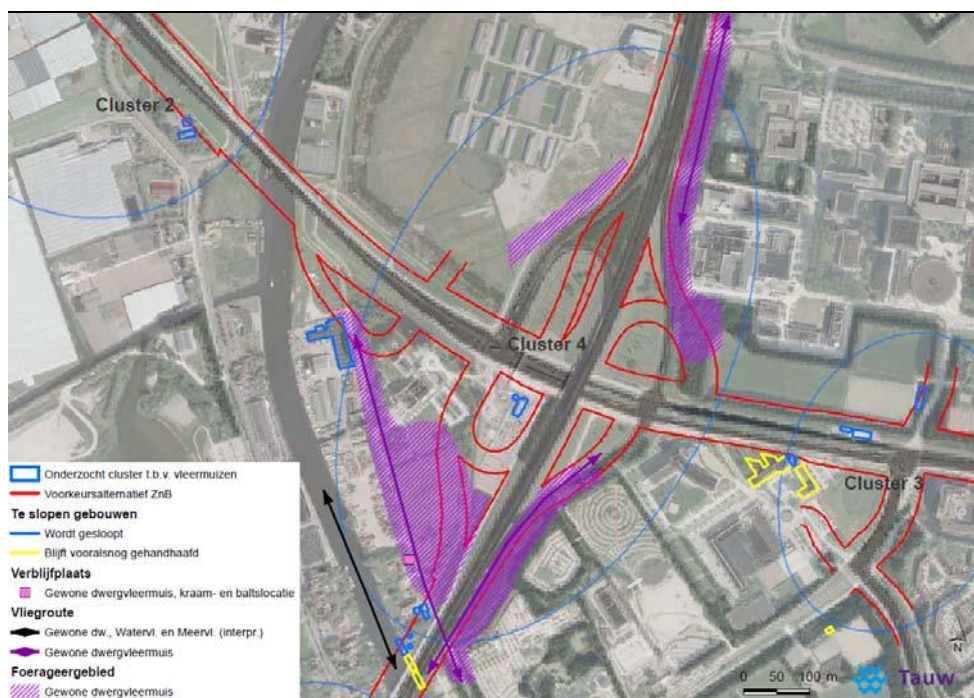 Cluster 2
Cluster 4
Cluster 3
Onderzocht cluster t.b.v. vleermuizen
Voorkeursalternatief ZnB
Te slopen gebouwen
Wordt gesloopt
Blijft vooralsnog gehandhaafd
Verblijfplaats
Gewone dwergvleermuis, kraam- en baltslocatie
Vliegroute
Gewone dw., Watervl. en Meervl. (interpr.)
Gewone dwergvleermuis
Foerageergebied
Gewone dwergvleermuis
N
0 50 100 m
Tauw